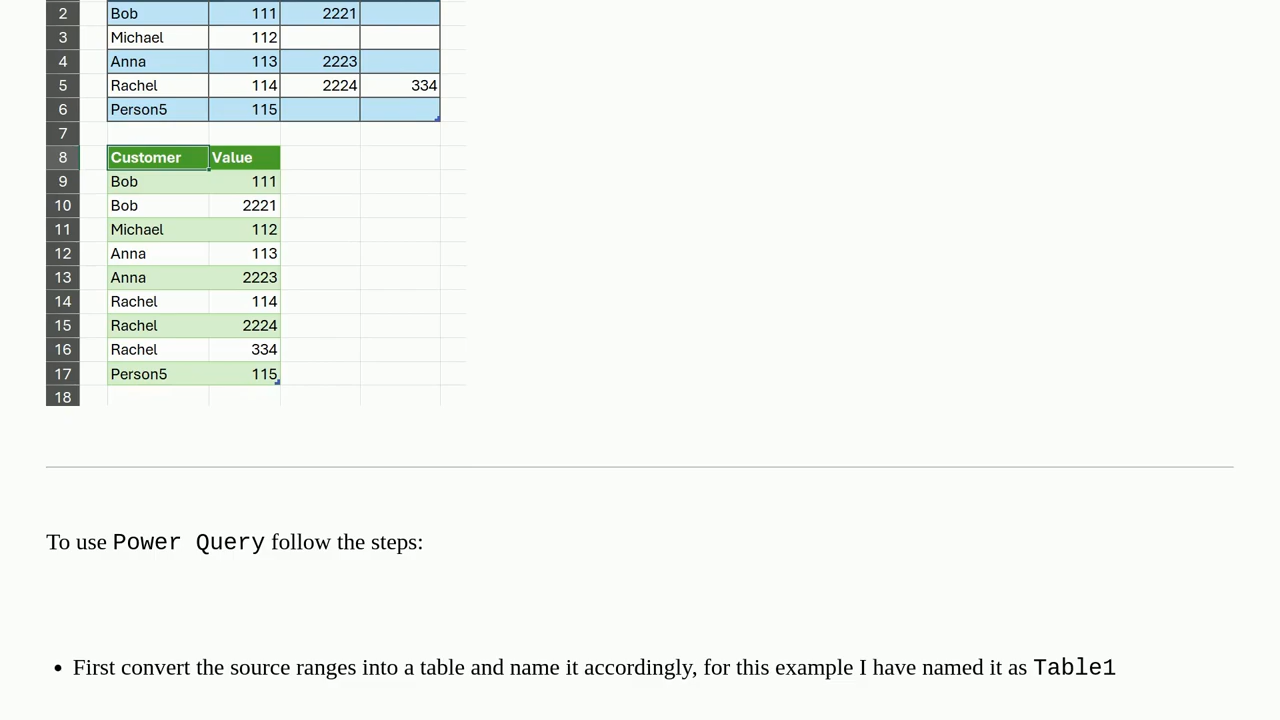 2 Bob 111 2221
3 Michael 112
4 Anna 113 2223
5 Rachel 114 2224 334
6 Person5 115
7
8 Customer Value
9 Bob 111
10 Bob 2221
11 Michael 112
12 Anna 113
13 Anna 2223
14 Rachel 114
15 Rachel 2224
16 Rachel 334
17 Person5 115
18
To use Power Query follow the steps:
• First convert the source ranges into a table and name it accordingly, for this example I have named it as Table1